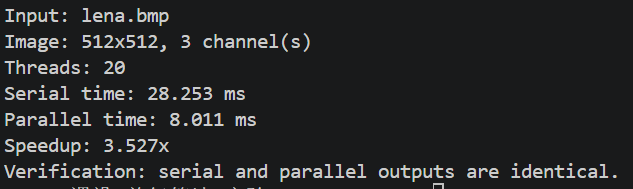 Input: lena.bmp
Image: 512x512, 3 channel(s)
Threads: 20
Serial time: 28.253 ms
Parallel time: 8.011 ms
Speedup: 3.527x
Verification: serial and parallel outputs are identical.